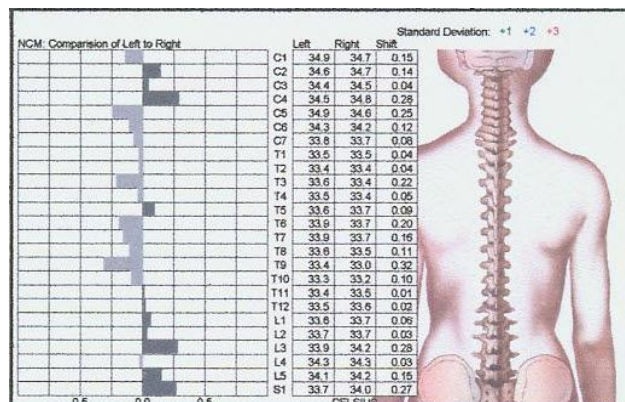 Standard Deviation: +1 +2 +3
NCM: Comparision of Left to Right Left Right Shift
C1 34.9 34.7 0.15
C2 34.6 34.7 0.14
C3 34.4 34.5 0.04
C4 34.5 34.8 0.28
C5 34.9 34.6 0.25
C6 34.3 34.2 0.12
C7 33.8 33.7 0.08
T1 33.5 33.5 0.04
T2 33.4 33.4 0.04
T3 33.6 33.4 0.22
T4 33.5 33.4 0.05
T5 33.6 33.7 0.09
T6 33.9 33.7 0.20
T7 33.9 33.7 0.16
T8 33.6 33.5 0.11
T9 33.4 33.0 0.32
T10 33.3 33.2 0.10
T11 33.4 33.5 0.01
T12 33.5 33.6 0.02
L1 33.6 33.7 0.06
L2 33.7 33.7 0.03
L3 33.9 34.2 0.28
L4 34.3 34.3 0.03
L5 34.1 34.2 0.15
S1 33.7 34.0 0.27
0.5 0.0 0.5 CELSIUS